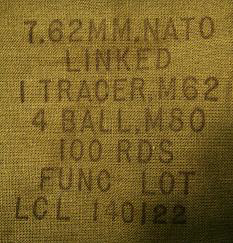 7.62MM.NATO
LINKED
1 TRACER.M62
4 BALL.M80
100 RDS
FUNC LOT
LCL 140122